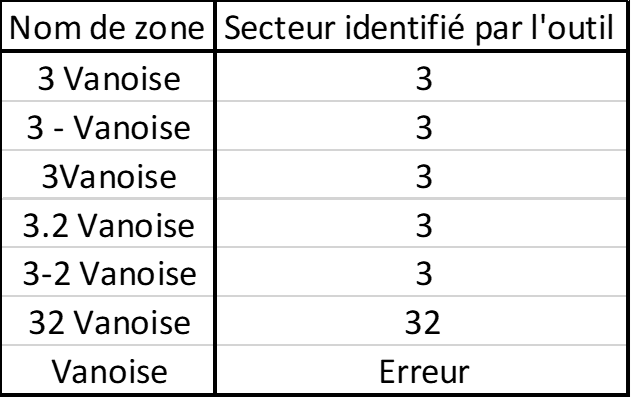 Nom de zone Secteur identifié par l'outil
3 Vanoise 3
3 - Vanoise 3
3Vanoise 3
3.2 Vanoise 3
3-2 Vanoise 3
32 Vanoise 32
Vanoise Erreur